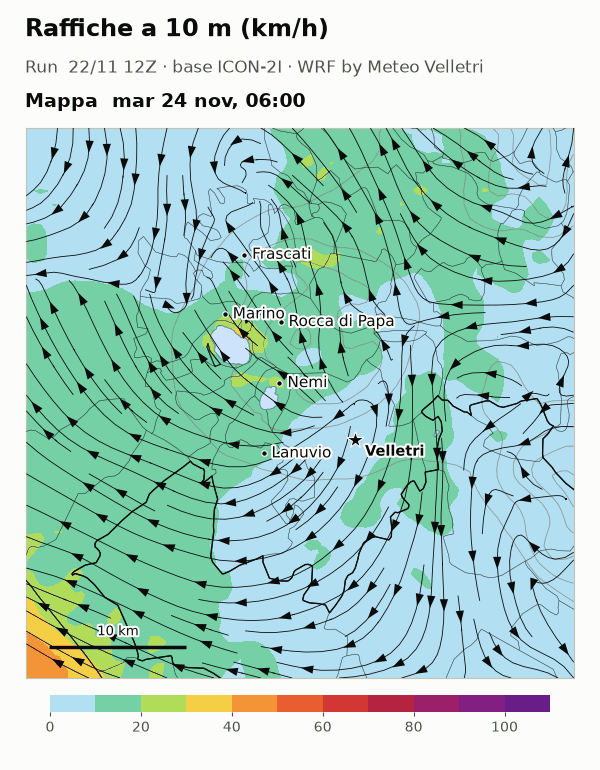 Raffiche a 10 m (km/h)
Run 22/11 12Z · base ICON-2I · WRF by Meteo Velletri
Mappa mar 24 nov, 06:00
Frascati
Marino
Rocca di Papa
Nemi
Velletri
Lanuvio
10 km
0 20 40 60 80 100